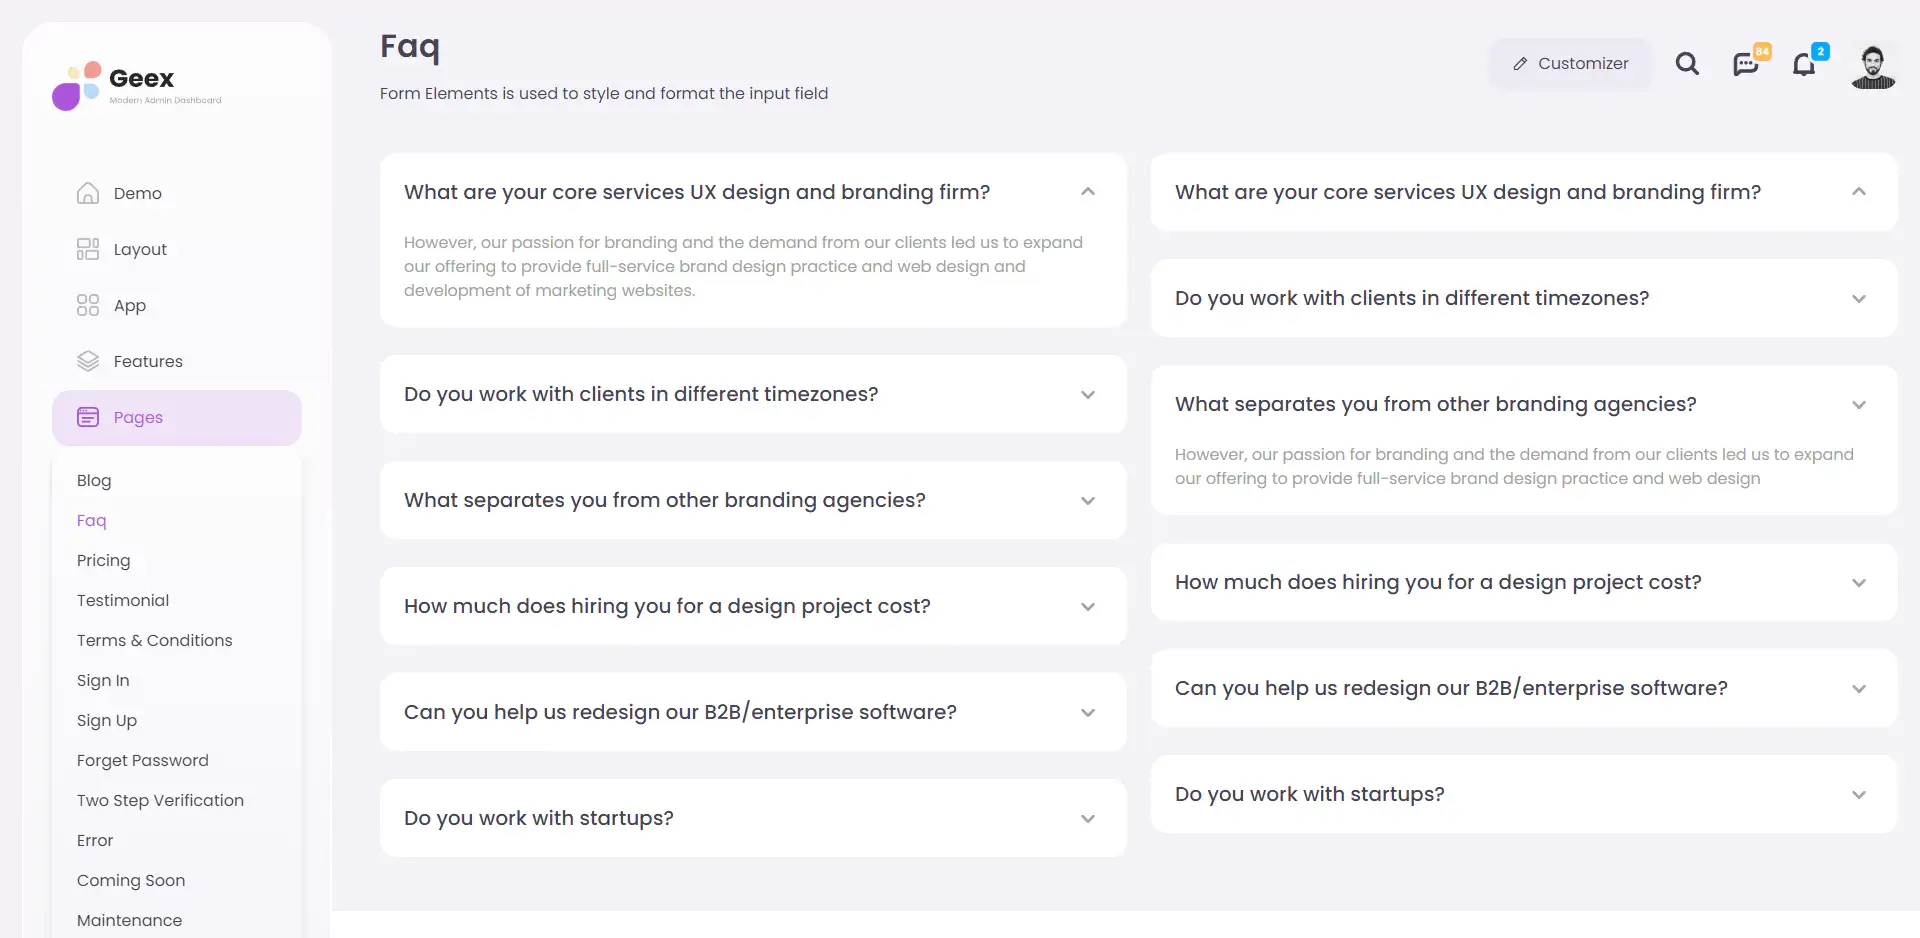 Geex
Modern Admin Dashboard
Demo
Layout
App
Features
Pages
Blog
Faq
Pricing
Testimonial
Terms & Conditions
Sign In
Sign Up
Forget Password
Two Step Verification
Error
Coming Soon
Maintenance
Faq
Form Elements is used to style and format the input field
Customizer
84
2
What are your core services UX design and branding firm?
However, our passion for branding and the demand from our clients led us to expand
our offering to provide full-service brand design practice and web design and
development of marketing websites.
Do you work with clients in different timezones?
What separates you from other branding agencies?
How much does hiring you for a design project cost?
Can you help us redesign our B2B/enterprise software?
Do you work with startups?
What are your core services UX design and branding firm?
Do you work with clients in different timezones?
What separates you from other branding agencies?
However, our passion for branding and the demand from our clients led us to expand
our offering to provide full-service brand design practice and web design
How much does hiring you for a design project cost?
Can you help us redesign our B2B/enterprise software?
Do you work with startups?